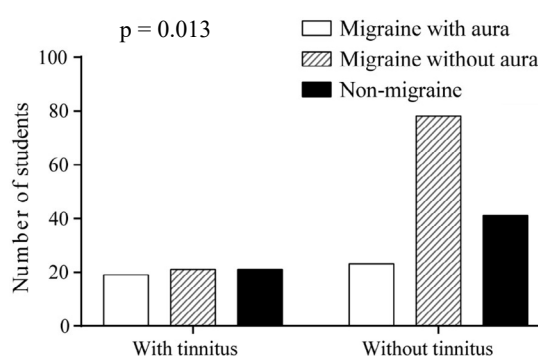 p = 0.013
Migraine with aura
Migraine without aura
Non-migraine
Number of students
100
80
60
40
20
0
With tinnitus
Without tinnitus